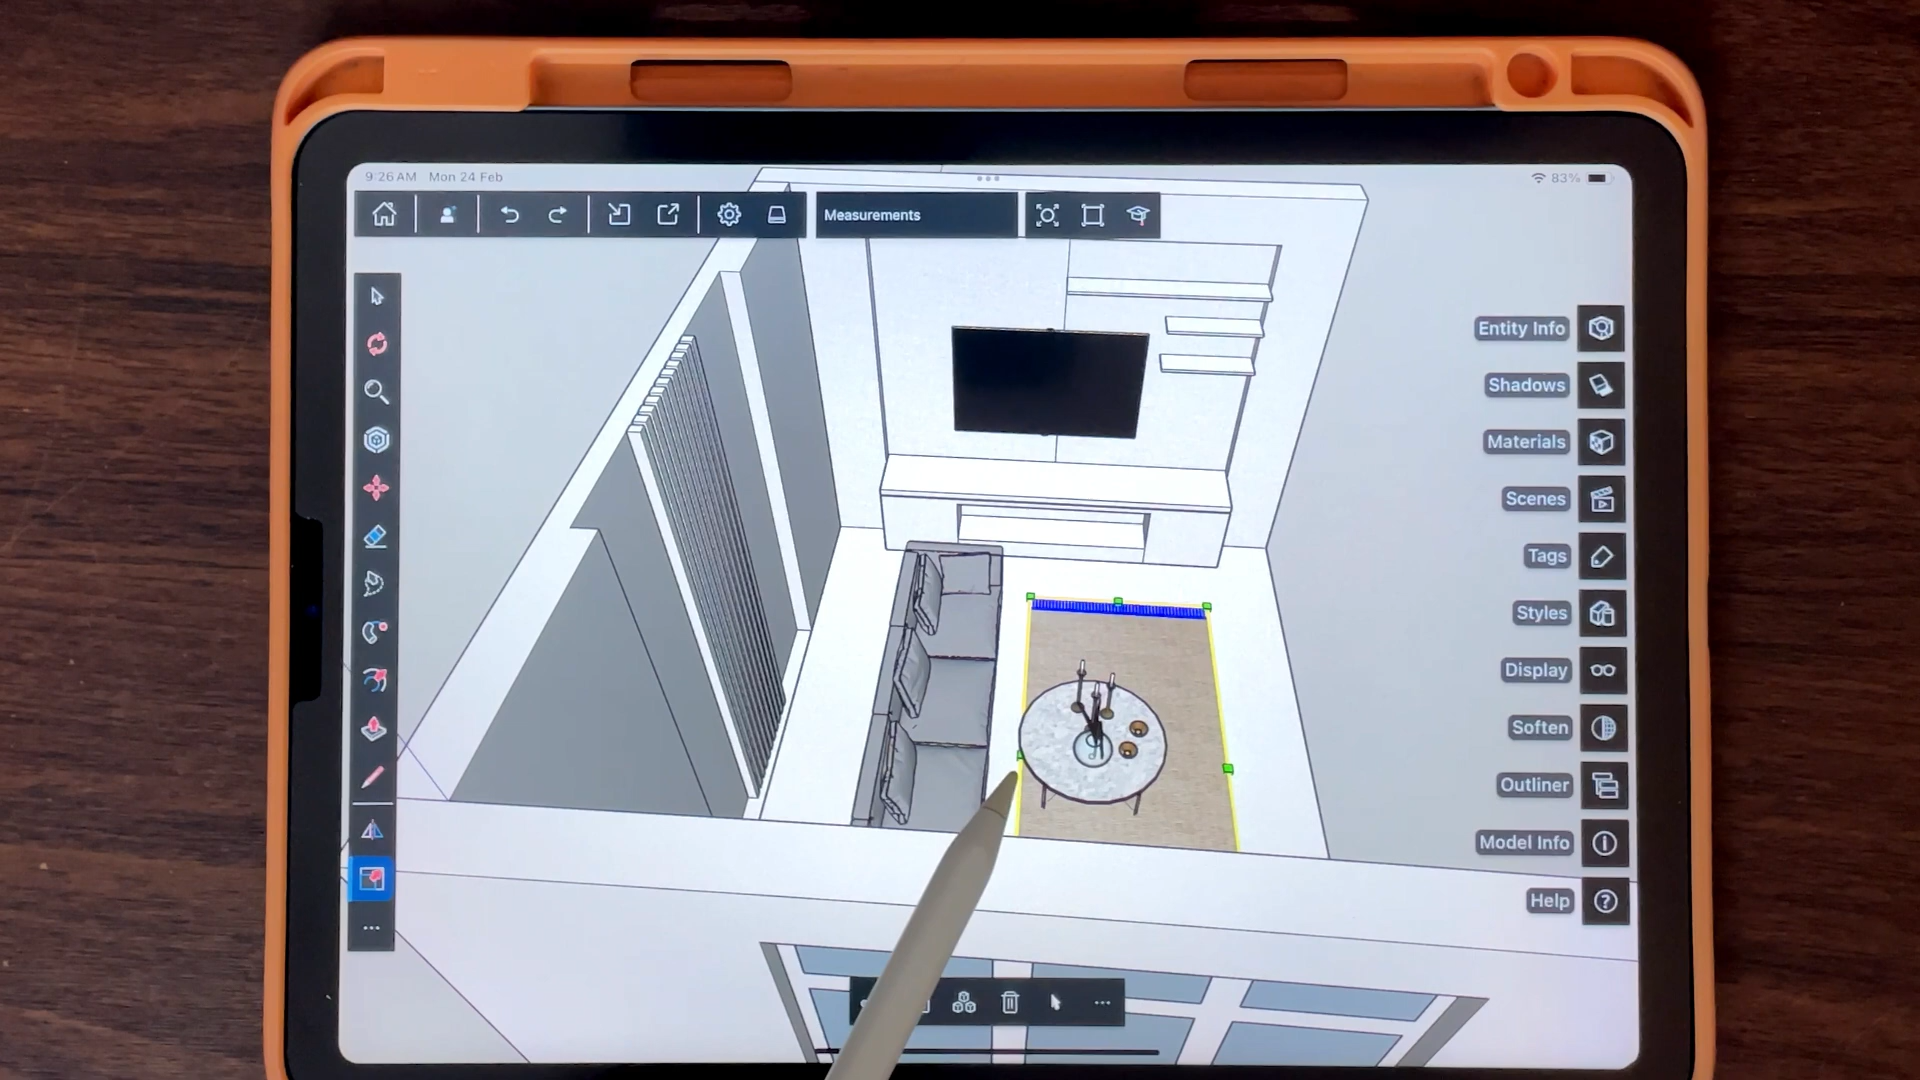 9:26 AM Mon 24 Feb
83%
Measurements
Entity Info
Shadows
Materials
Scenes
Tags
Styles
Display
Soften
Outliner
Model Info
Help